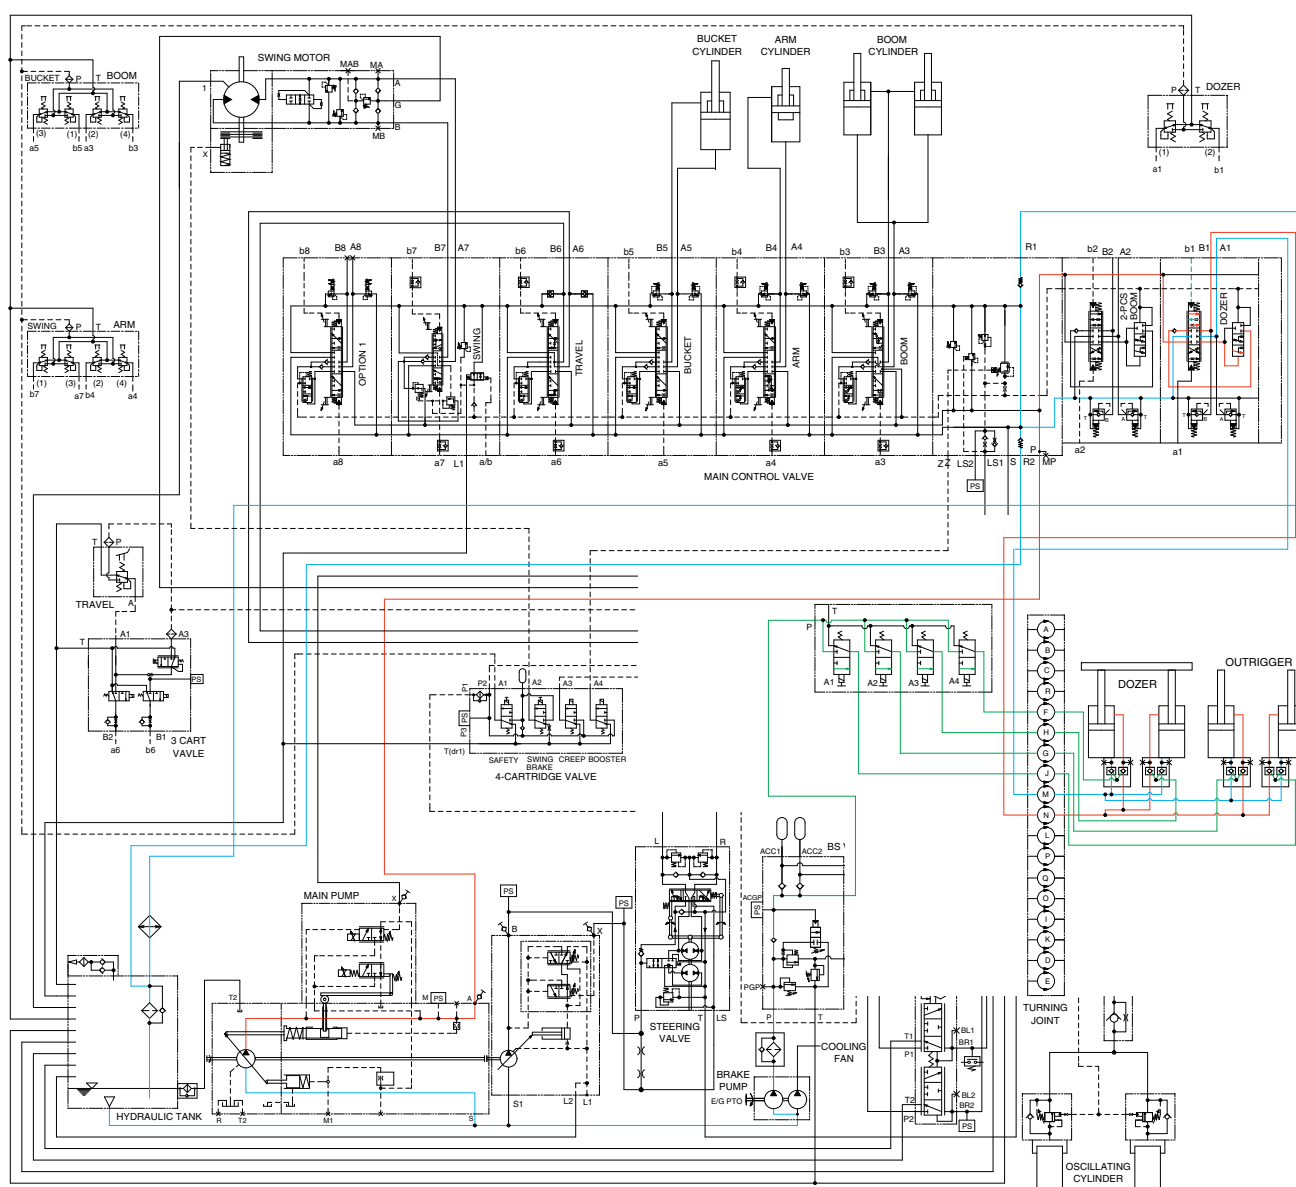 BUCKET
CYLINDER
ARM
CYLINDER
BOOM
CYLINDER
SWING MOTOR
MAB MA
1
A
G
B
MB
X
BUCKET P T BOOM
(3) (1) (2) (4)
a5 b5 a3 b3
P T DOZER
(1) (2)
a1 b1
b8 B8 A8 b7 B7 A7 b6 B6 A6 b5 B5 A5 b4 B4 A4 b3 B3 A3 R1 b2 B2 A2 b1 B1 A1
SWING P T ARM
(1) (3) (2) (4)
b7 a7 b4 a4
OPTION 1
SWING
TRAVEL
BUCKET
ARM
BOOM
2-PCS
BOOM
DOZER
T B A T T B A T
a8 a7 L1 a/b a6 a5 a4 a3 Z Z LS2 LS1 S R2 P MP a2 a1
MAIN CONTROL VALVE
PS
T P
TRAVEL A
A1 A3
T
PS
B2 B1
a6 b6
3 CART
VAVLE
P1 P2 A1 A2 A3 A4
PS
P3
T(dr1)
SAFETY SWING
BRAKE CREEP BOOSTER
4-CARTRIDGE VALVE
T
P
A1 A2 A3 A4
A
B
C
R
F
H
G
J
M
N
L
P
Q
O
I
K
D
E
TURNING
JOINT
DOZER
OUTRIGGER
MAIN PUMP
X
T2 M PS A
R T2 M1 S
HYDRAULIC TANK
PS
B X
PS
S1 L2 L1
L R
P T LS
STEERING
VALVE
ACC1 ACC2 BS
ACGP
PS
PGP
P T
COOLING
FAN
BRAKE
PUMP
E/G PTO
T1 BL1
P1 BR1
T2 BL2
P2 BR2
PS
OSCILLATING
CYLINDER